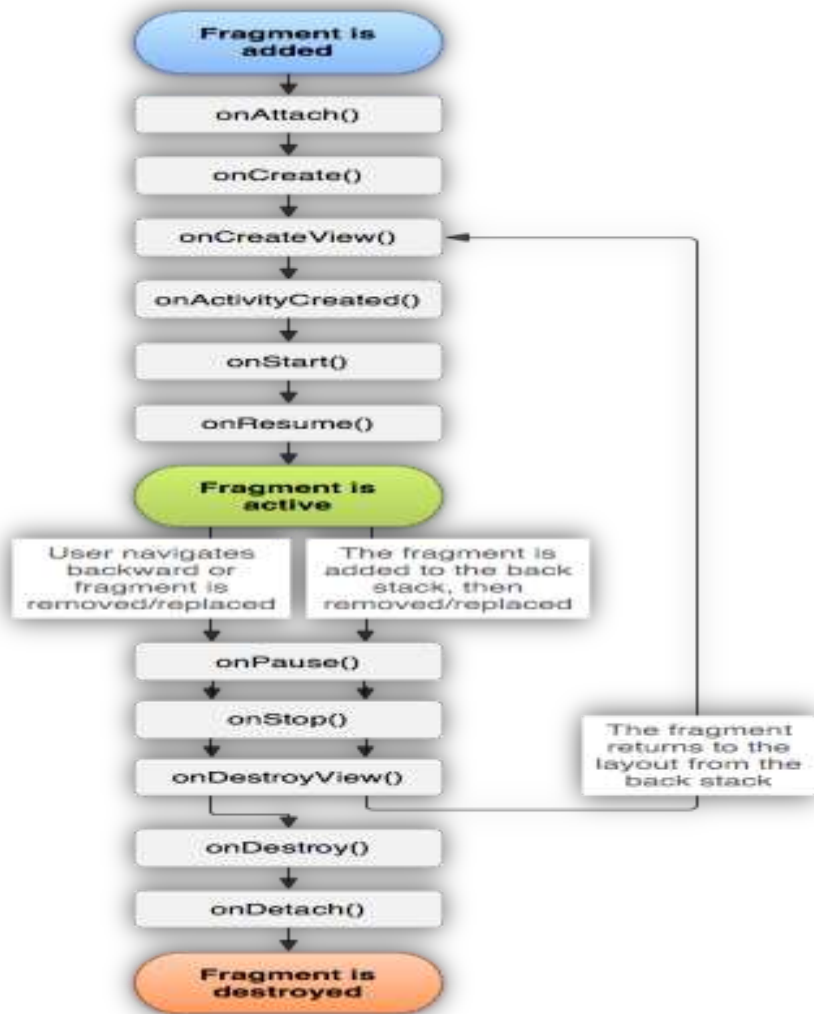 Fragment is
added
onAttach()
onCreate()
onCreateView()
onActivityCreated()
onStart()
onResume()
Fragment is
active
User navigates
backward or
fragment is
removed/replaced
The fragment is
added to the back
stack, then
removed/replaced
onPause()
onStop()
onDestroyView()
The fragment
returns to the
layout from the
back stack
onDestroy()
onDetach()
Fragment is
destroyed